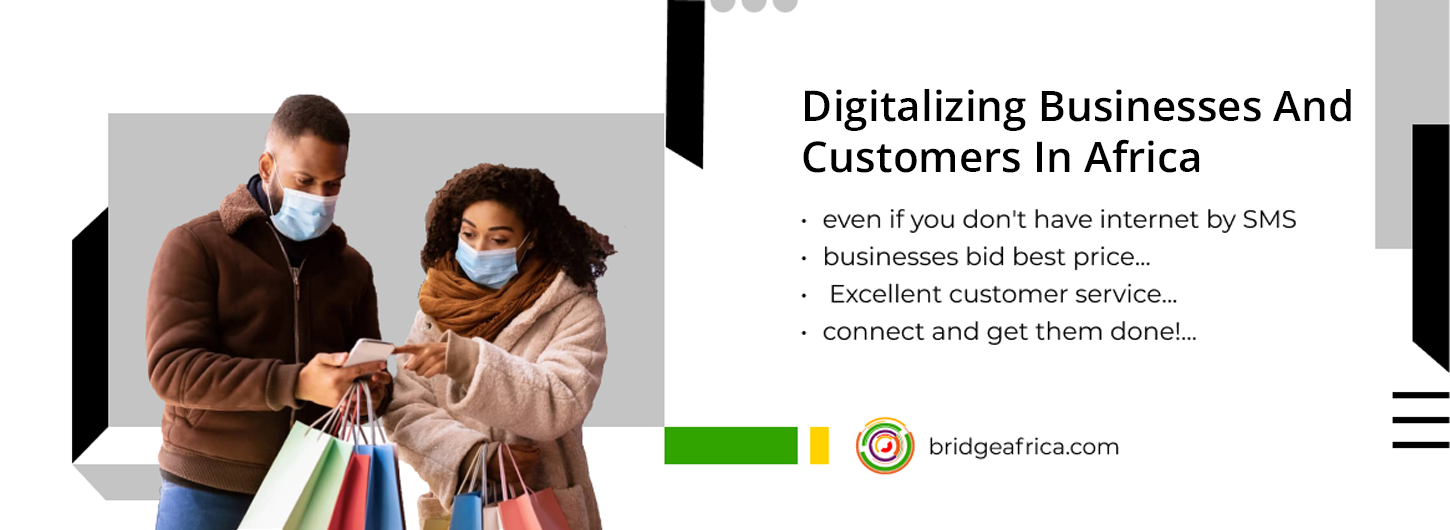 Digitalizing Businesses And
Customers In Africa
• even if you don't have internet by SMS
• businesses bid best price...
• Excellent customer service...
• connect and get them done!...
bridgeafrica.com